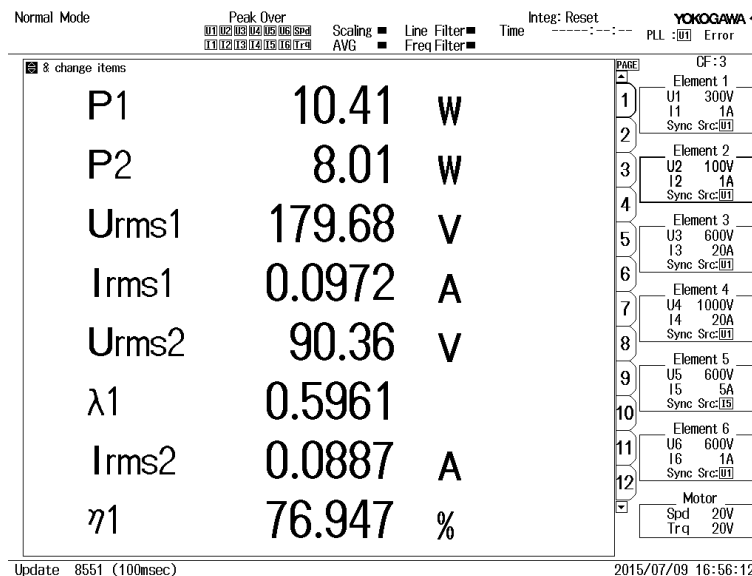 Normal Mode
Peak Over
U1 U2 U3 U4 U5 U6 Spd
I1 I2 I3 I4 I5 I6 Trq
Scaling
AVG
Line Filter
Freq Filter
Integ: Reset
Time -----:--:--
YOKOGAWA
PLL :U1 Error
& change items
P1 10.41 W
P2 8.01 W
Urms1 179.68 V
Irms1 0.0972 A
Urms2 90.36 V
λ1 0.5961
Irms2 0.0887 A
η1 76.947 %
PAGE
1
2
3
4
5
6
7
8
9
10
11
12
CF:3
Element 1
U1 300V
I1 1A
Sync Src:U1
Element 2
U2 100V
I2 1A
Sync Src:U1
Element 3
U3 600V
I3 20A
Sync Src:U1
Element 4
U4 1000V
I4 20A
Sync Src:U1
Element 5
U5 600V
I5 5A
Sync Src:I5
Element 6
U6 600V
I6 1A
Sync Src:U1
Motor
Spd 20V
Trq 20V
Update 8551 (100msec)
2015/07/09 16:56:12